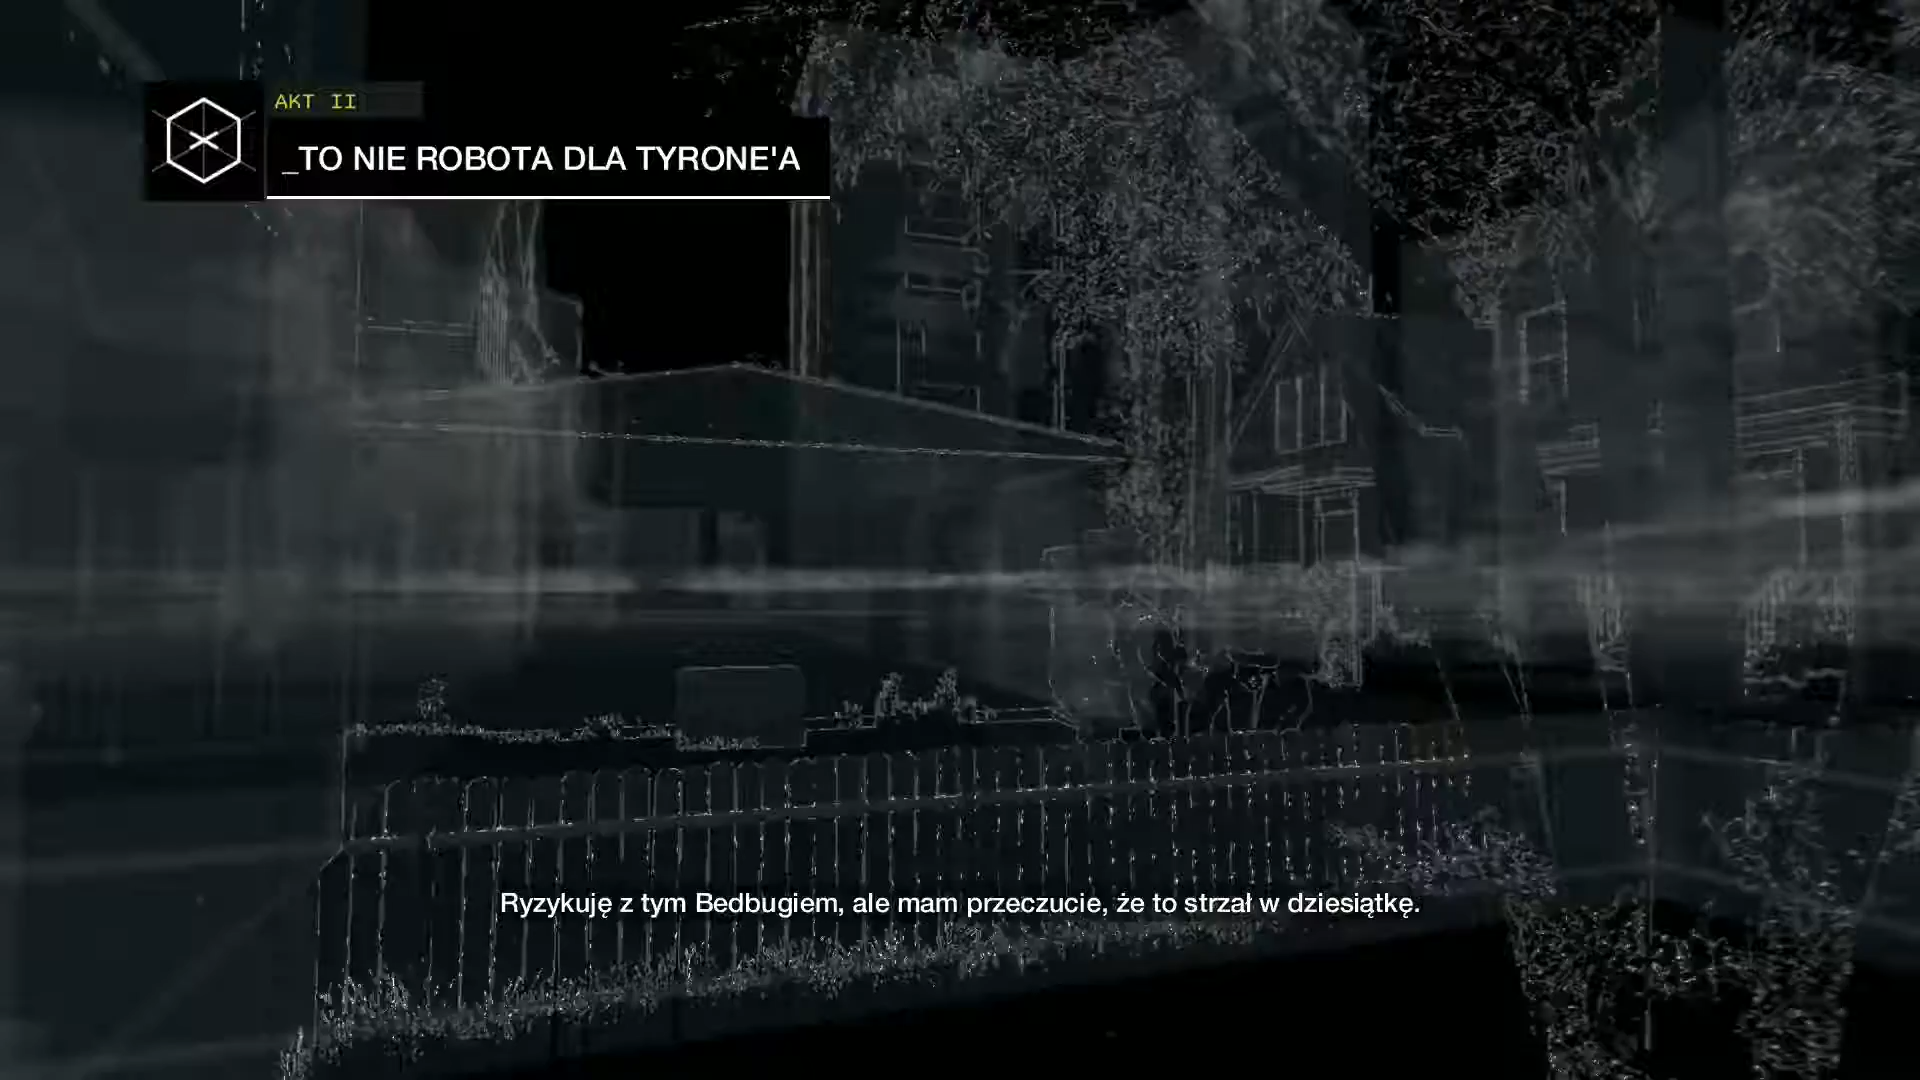 AKT II
_TO NIE ROBOTA DLA TYRONE'A
Ryzykuję z tym Bedbugiem, ale mam przeczucie, że to strzał w dziesiątkę.